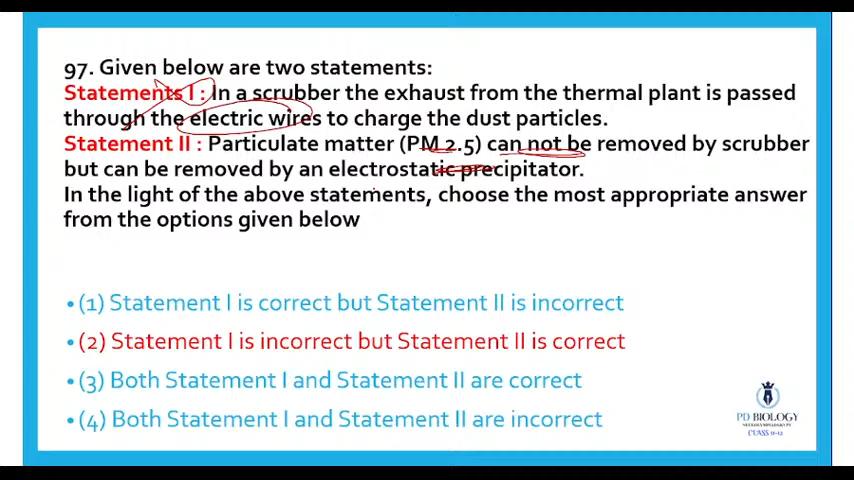 97. Given below are two statements:
Statements I : In a scrubber the exhaust from the thermal plant is passed
through the electric wires to charge the dust particles.
Statement II : Particulate matter (PM 2.5) can not be removed by scrubber
but can be removed by an electrostatic precipitator.
In the light of the above statements, choose the most appropriate answer
from the options given below
• (1) Statement I is correct but Statement II is incorrect
• (2) Statement I is incorrect but Statement II is correct
• (3) Both Statement I and Statement II are correct
• (4) Both Statement I and Statement II are incorrect
PD BIOLOGY
CLASS 11-12